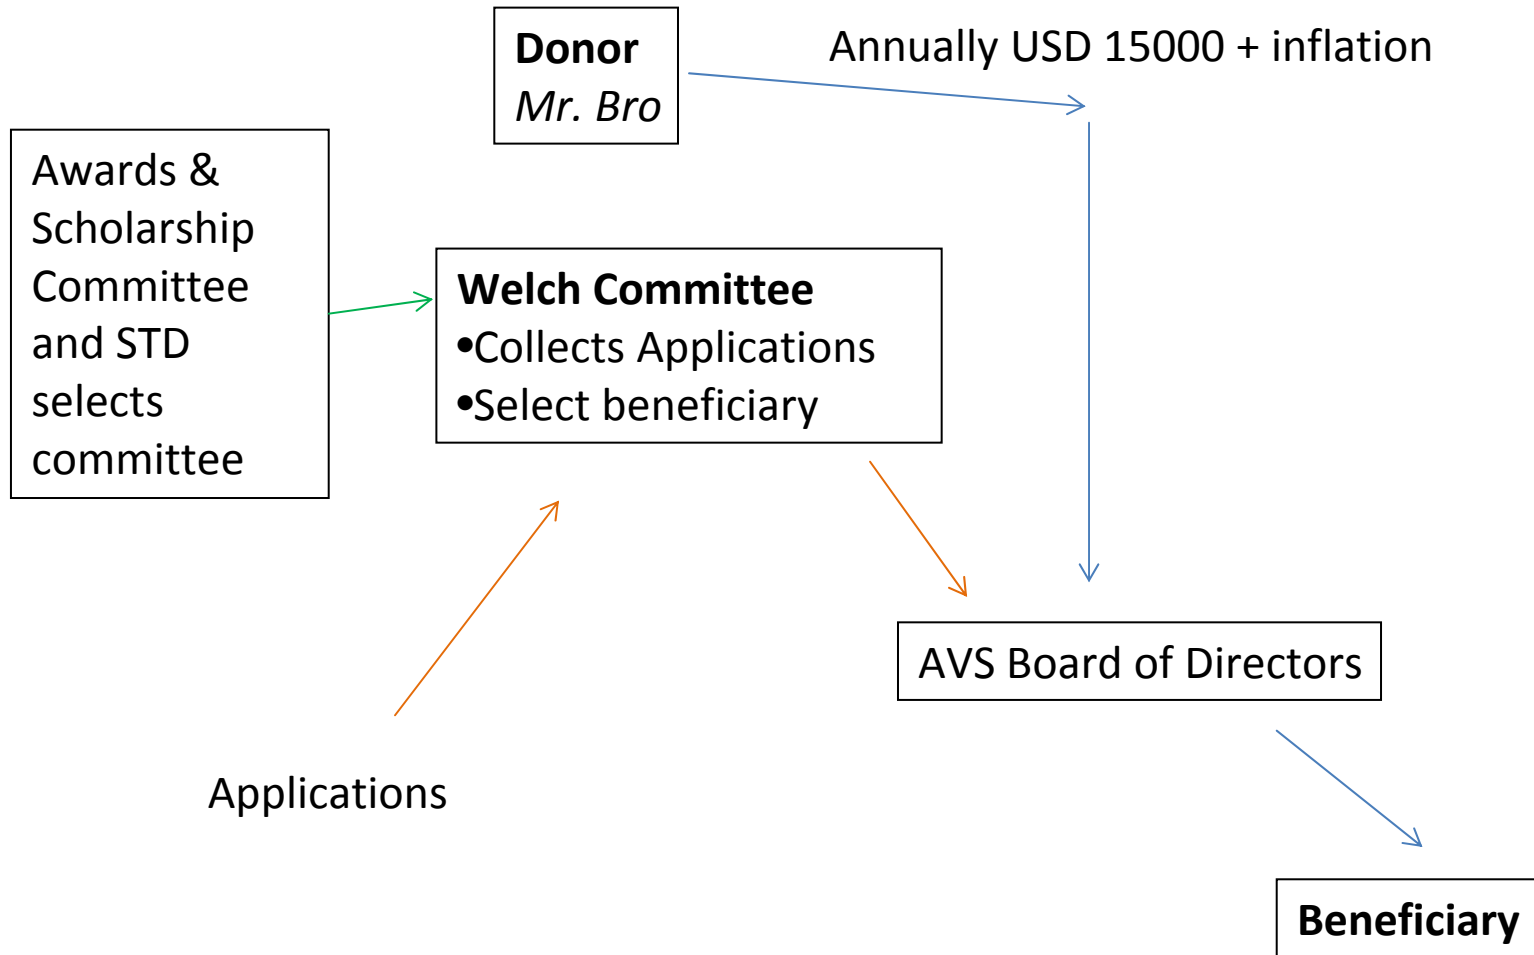 Donor
Mr. Bro
Annually USD 15000 + inflation
Awards &
Scholarship
Committee
and STD
selects
committee
Welch Committee
•Collects Applications
•Select beneficiary
AVS Board of Directors
Applications
Beneficiary